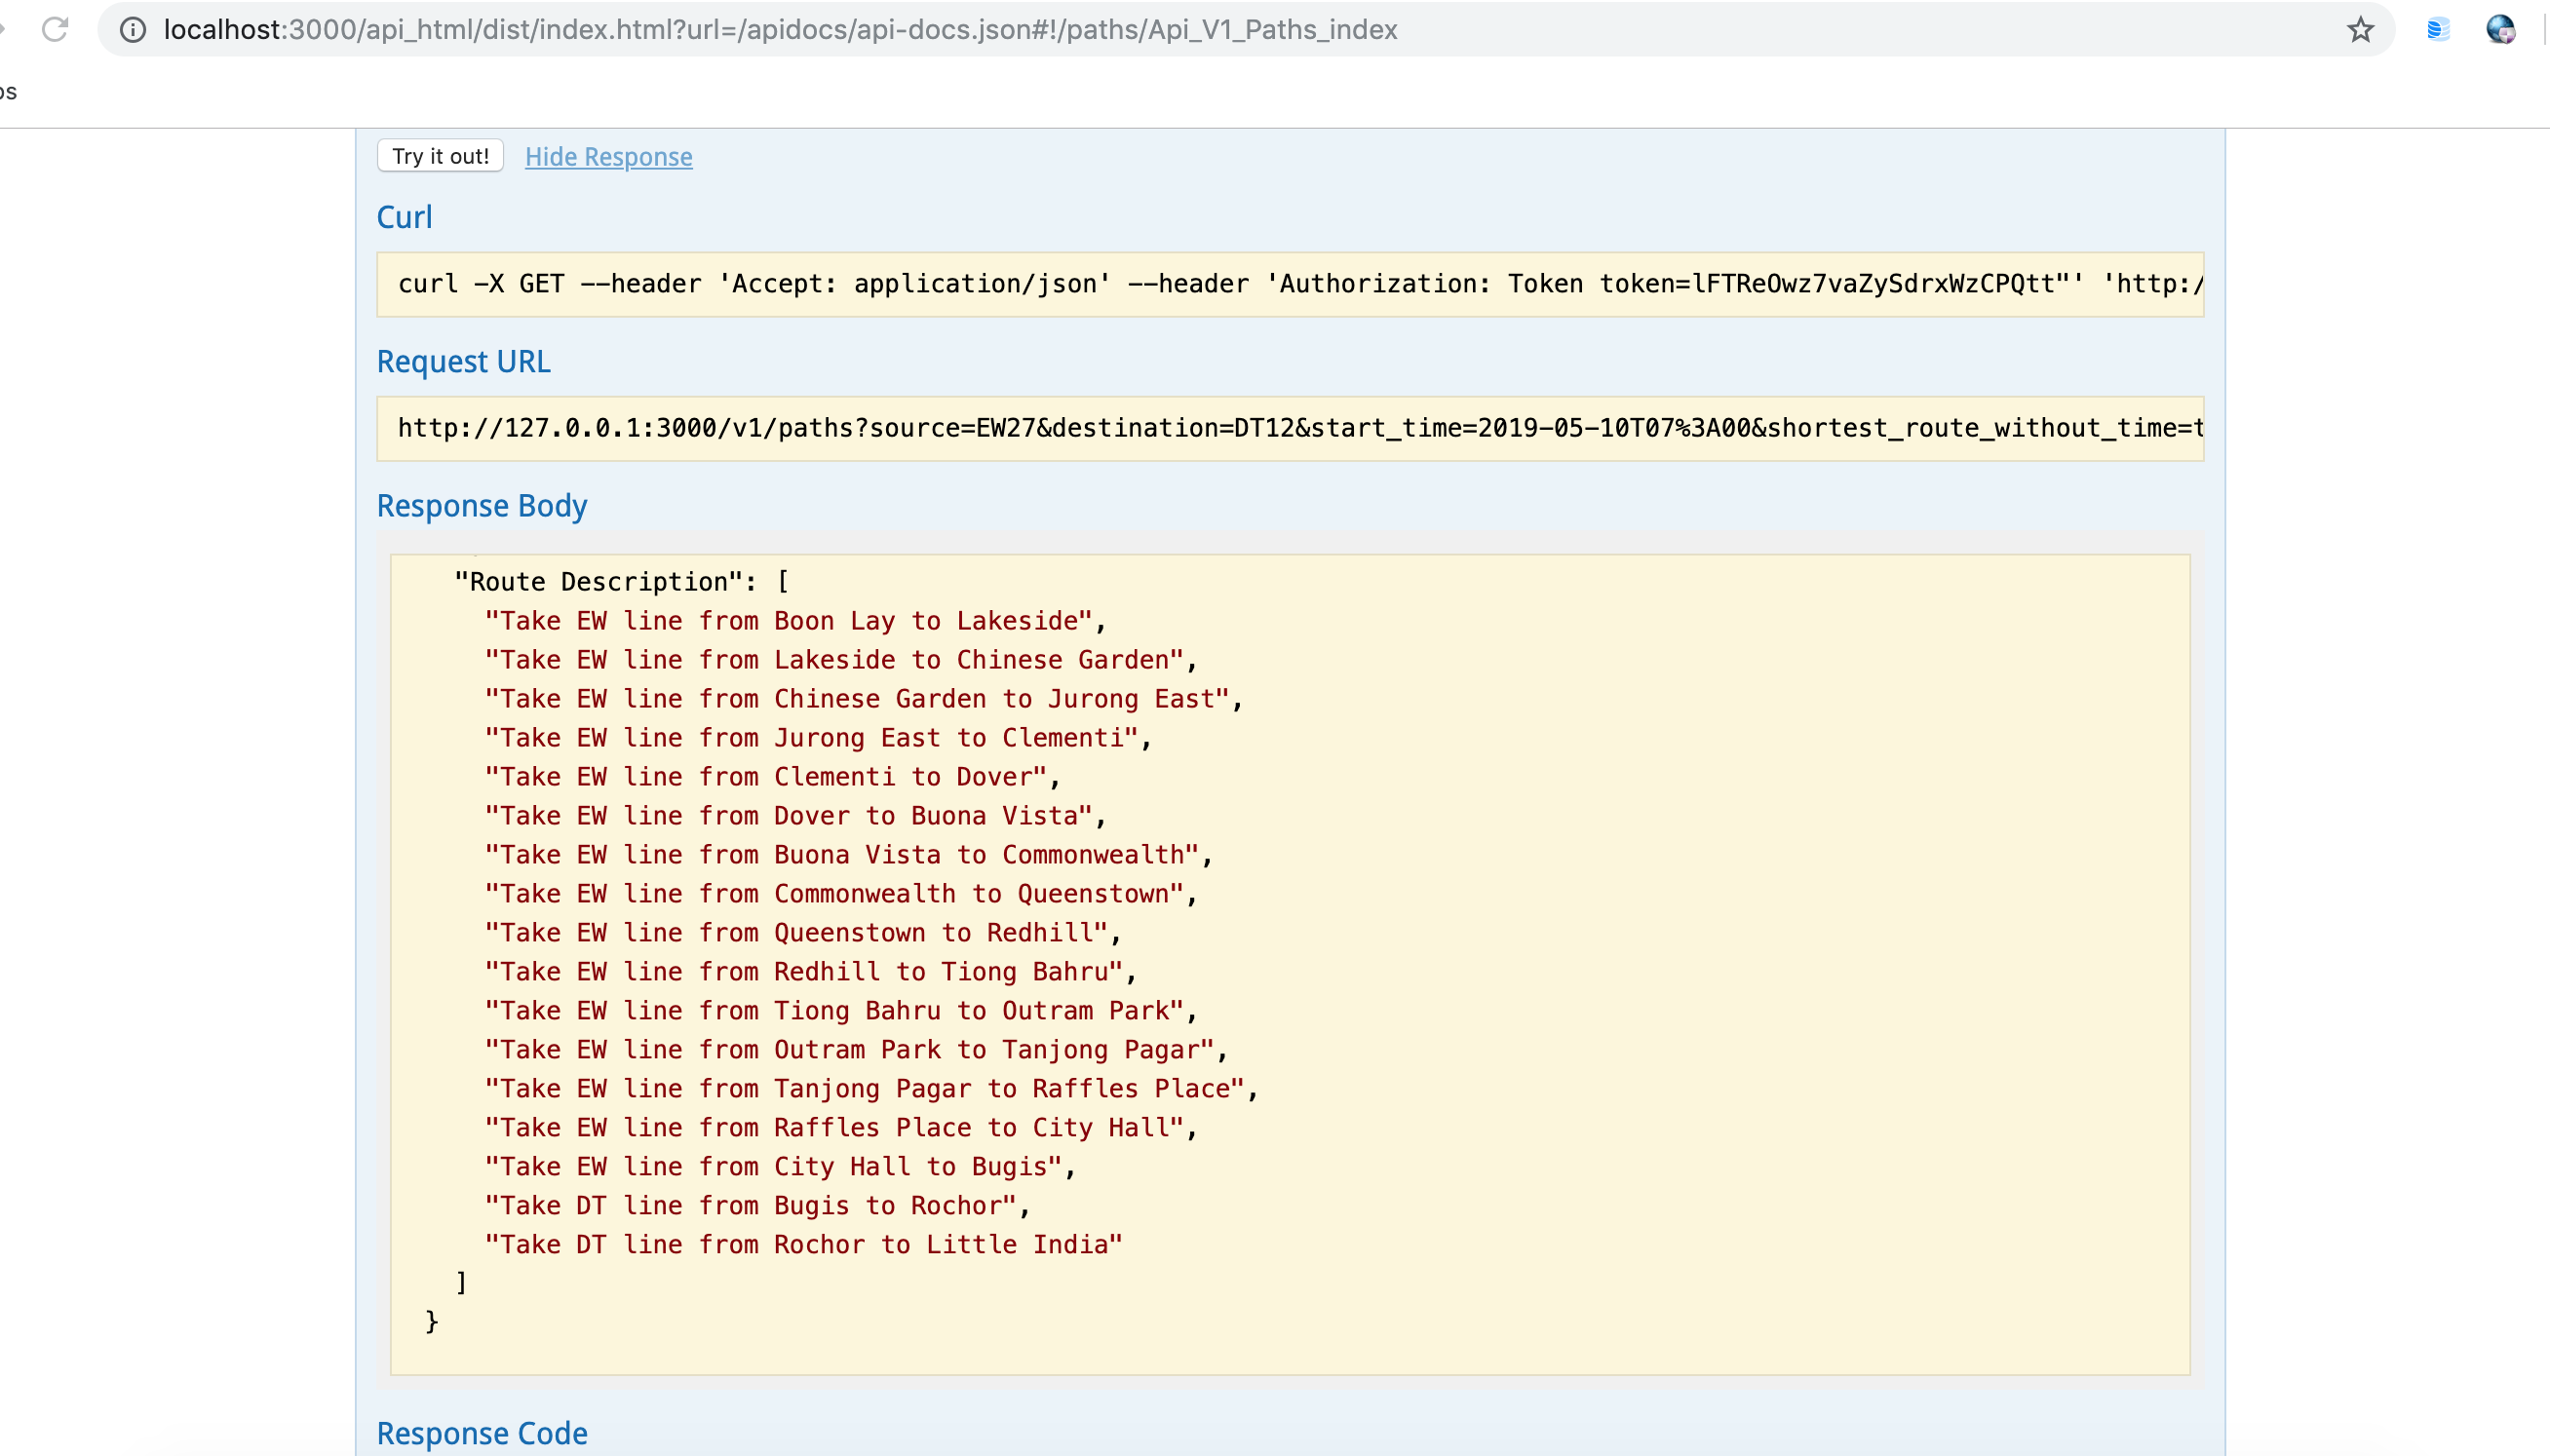 localhost:3000/api_html/dist/index.html?url=/apidocs/api-docs.json#!/paths/Api_V1_Paths_index
os
Try it out! Hide Response
Curl
curl -X GET --header 'Accept: application/json' --header 'Authorization: Token token=lFTReOwz7vaZySdrxWzCPQtt"' 'http:/
Request URL
http://127.0.0.1:3000/v1/paths?source=EW27&destination=DT12&start_time=2019-05-10T07%3A00&shortest_route_without_time=t
Response Body
"Route Description": [
"Take EW line from Boon Lay to Lakeside",
"Take EW line from Lakeside to Chinese Garden",
"Take EW line from Chinese Garden to Jurong East",
"Take EW line from Jurong East to Clementi",
"Take EW line from Clementi to Dover",
"Take EW line from Dover to Buona Vista",
"Take EW line from Buona Vista to Commonwealth",
"Take EW line from Commonwealth to Queenstown",
"Take EW line from Queenstown to Redhill",
"Take EW line from Redhill to Tiong Bahru",
"Take EW line from Tiong Bahru to Outram Park",
"Take EW line from Outram Park to Tanjong Pagar",
"Take EW line from Tanjong Pagar to Raffles Place",
"Take EW line from Raffles Place to City Hall",
"Take EW line from City Hall to Bugis",
"Take DT line from Bugis to Rochor",
"Take DT line from Rochor to Little India"
]
}
Response Code